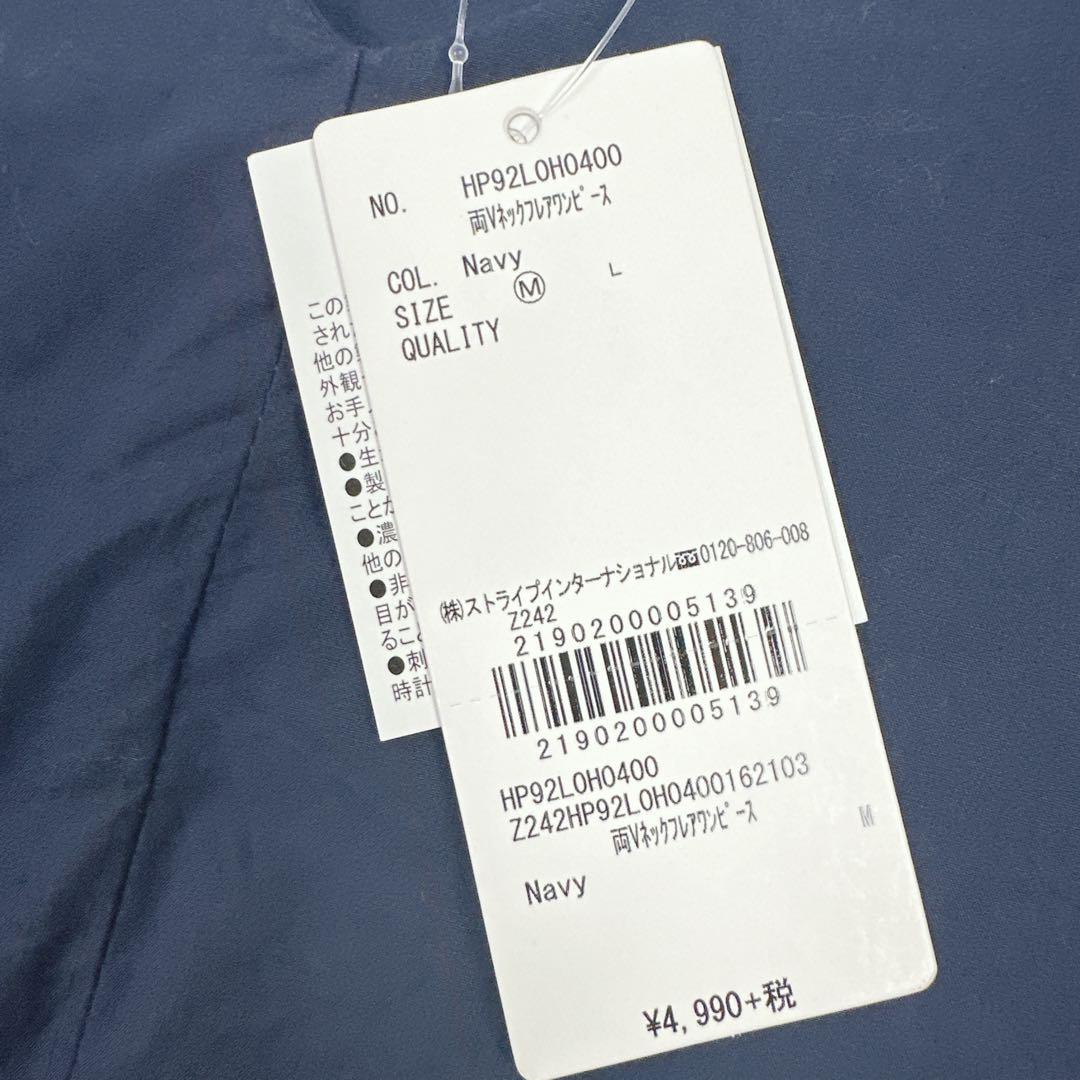 NO. HP92L0H0400
両Vﾈｯｸﾌﾚｱﾜﾝﾋﾟｰｽ
COL. Navy
SIZE Ⓜ L
QUALITY
㈱ストライプインターナショナル 0120-806-008
Z242
2190200005139
2190200005139
HP92L0H0400
Z242HP92L0H0400162103
両Vﾈｯｸﾌﾚｱﾜﾝﾋﾟｰｽ M
Navy
¥4,990+税
この
され
他の
外観
お手
十分
●生
●製
ことが
●濃
他の
●非
目が
るこ
●刺
時計